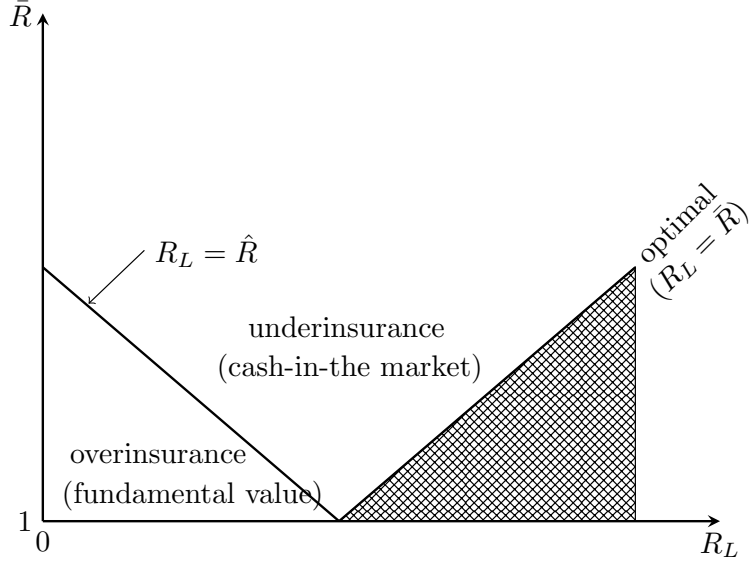 R̄
optimal
(R_L = R̄)
R_L = R̂
underinsurance
(cash-in-the market)
overinsurance
(fundamental value)
1
0
R_L